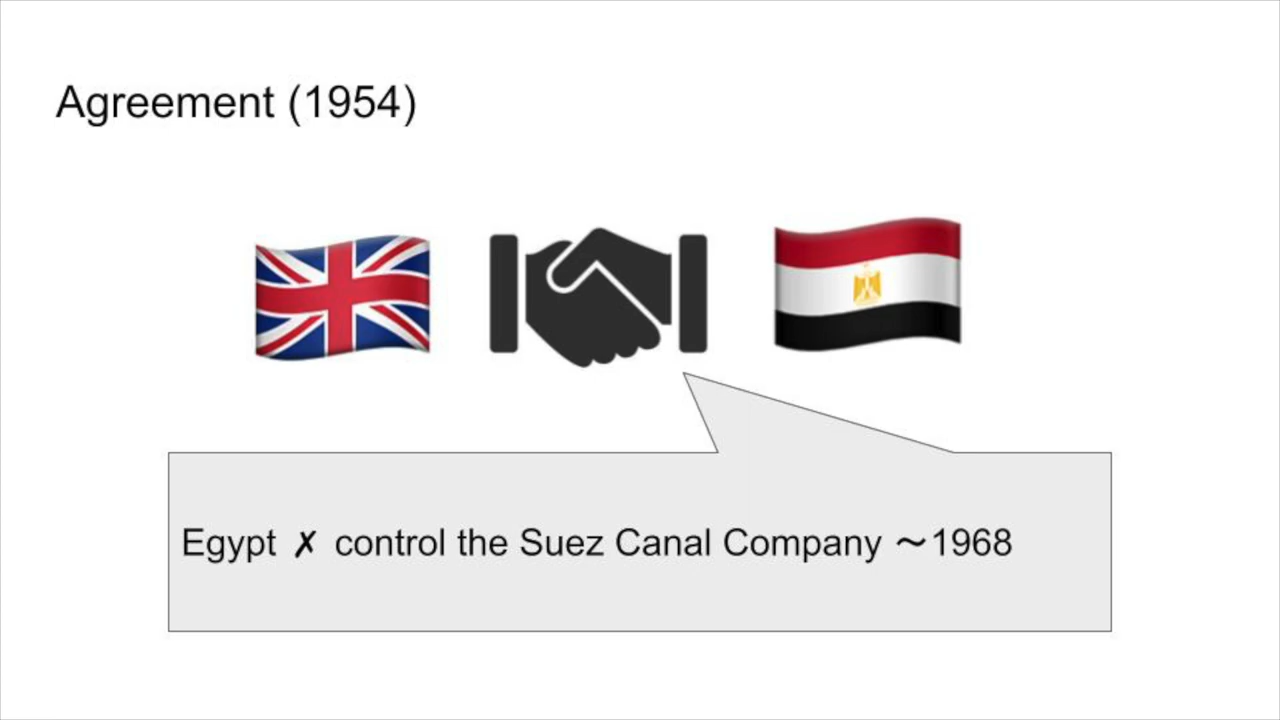 Agreement (1954)
Egypt ✗ control the Suez Canal Company ～1968